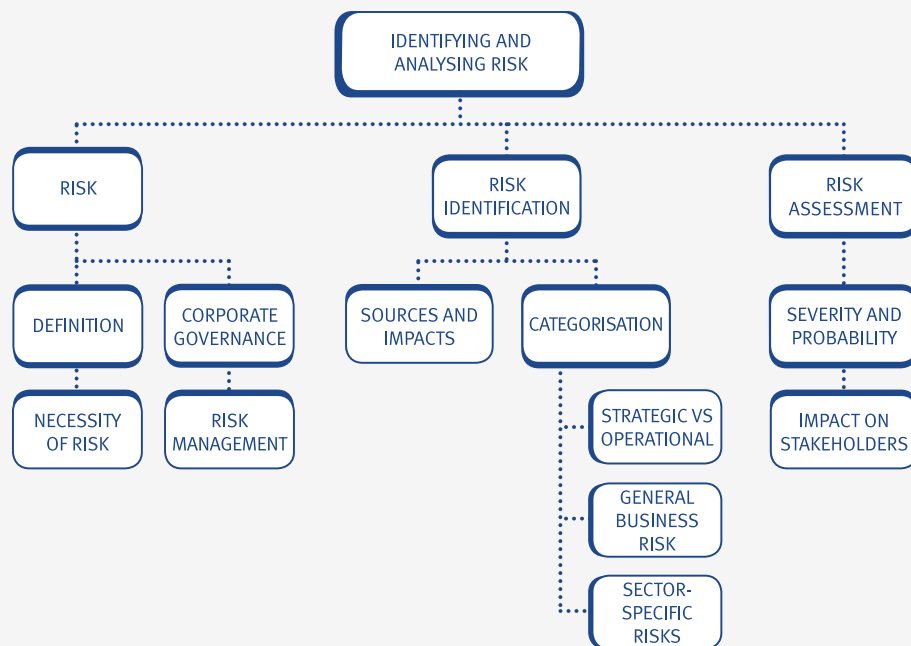 IDENTIFYING AND
ANALYSING RISK
RISK
RISK
IDENTIFICATION
RISK
ASSESSMENT
DEFINITION
CORPORATE
GOVERNANCE
SOURCES AND
IMPACTS
CATEGORISATION
SEVERITY AND
PROBABILITY
NECESSITY
OF RISK
RISK
MANAGEMENT
STRATEGIC VS
OPERATIONAL
IMPACT ON
STAKEHOLDERS
GENERAL
BUSINESS
RISK
SECTOR-
SPECIFIC
RISKS